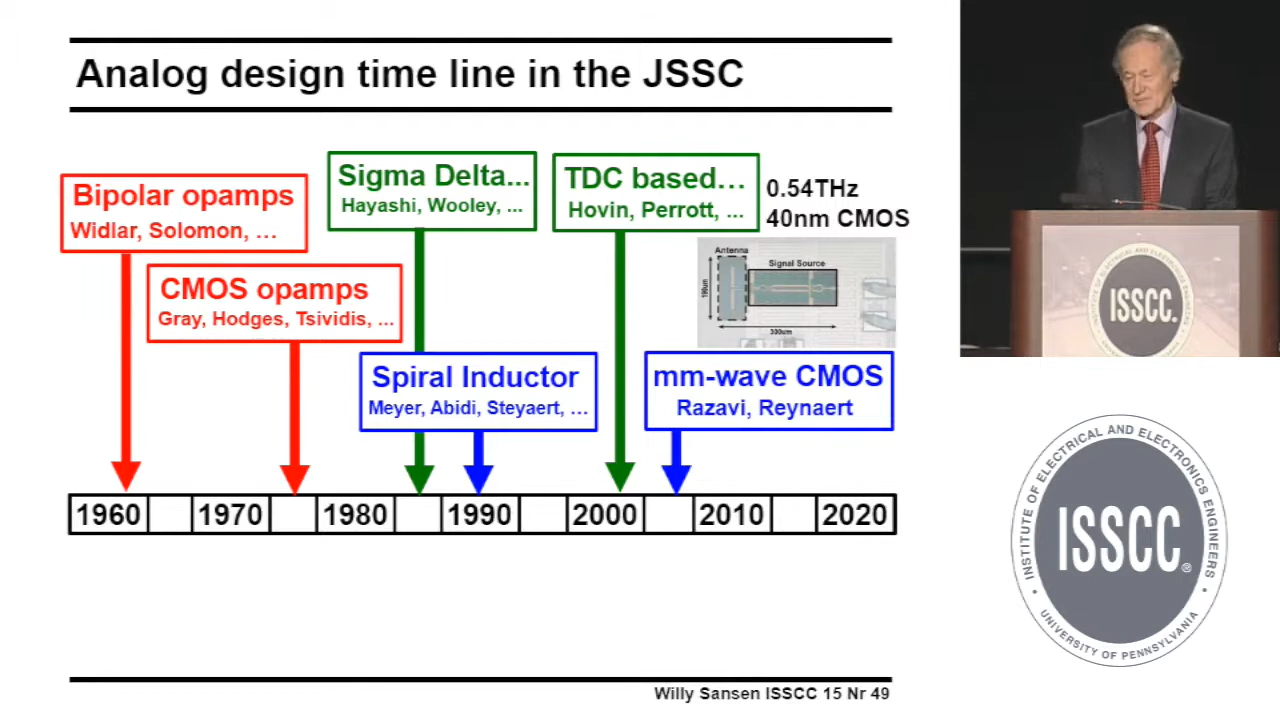 Analog design time line in the JSSC
Bipolar opamps
Widlar, Solomon, …
CMOS opamps
Gray, Hodges, Tsividis, ...
Sigma Delta...
Hayashi, Wooley, ...
Spiral Inductor
Meyer, Abidi, Steyaert, …
TDC based…
Hovin, Perrott, ...
0.54THz
40nm CMOS
Antenna
Signal Source
190um
330um
mm-wave CMOS
Razavi, Reynaert
1960 1970 1980 1990 2000 2010 2020
Willy Sansen ISSCC 15 Nr 49
ISSCC.
INSTITUTE OF ELECTRICAL AND ELECTRONICS ENGINEERS
ISSCC®
UNIVERSITY OF PENNSYLVANIA